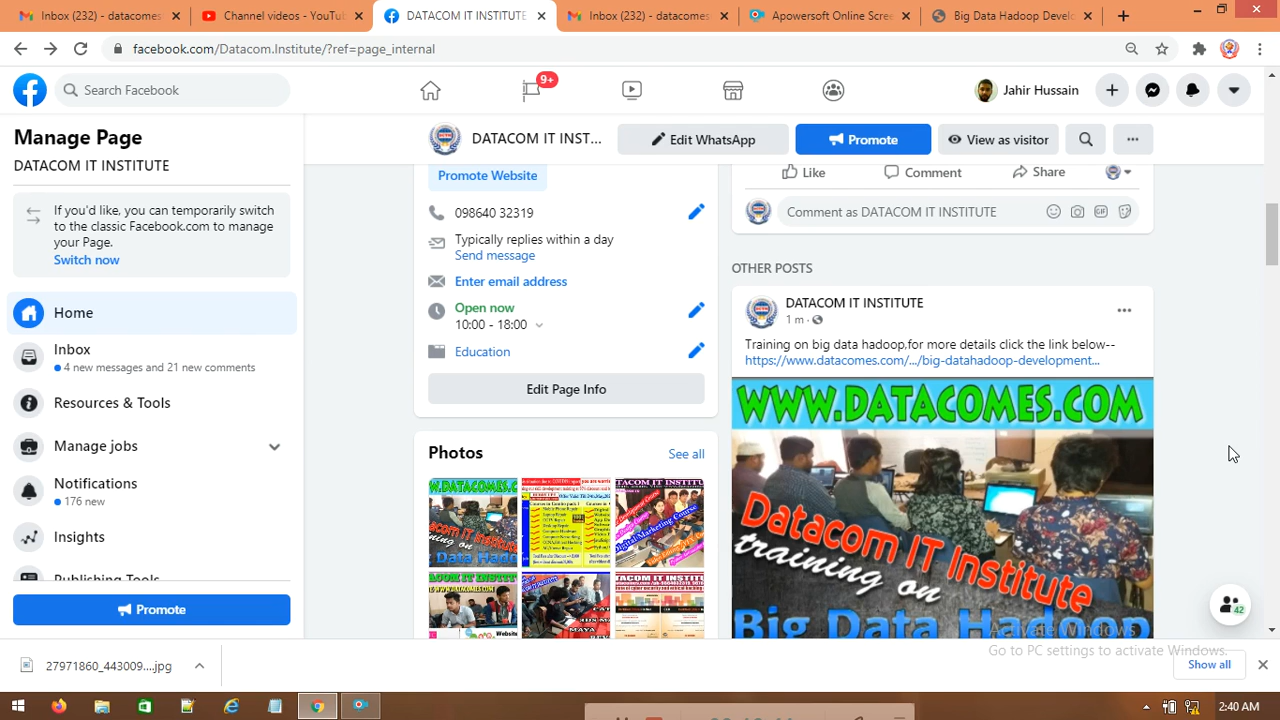 Inbox (232) - datacomes
Channel videos - YouTu
DATACOM IT INSTITUTE
Inbox (232) - datacomes
Apowersoft Online Scre
Big Data Hadoop Develo
facebook.com/Datacom.Institute/?ref=page_internal
Search Facebook
9+
Jahir Hussain
Manage Page
DATACOM IT INSTITUTE
If you'd like, you can temporarily switch
to the classic Facebook.com to manage
your Page.
Switch now
Home
Inbox
4 new messages and 21 new comments
Resources & Tools
Manage jobs
Notifications
176 new
Insights
Publishing Tools
Promote
DATACOM IT INST...
Edit WhatsApp
Promote
View as visitor
Promote Website
098640 32319
Typically replies within a day
Send message
Enter email address
Open now
10:00 - 18:00
Education
Edit Page Info
Photos
See all
Like
Comment
Share
Comment as DATACOM IT INSTITUTE
GIF
OTHER POSTS
DATACOM IT INSTITUTE
1 m
Training on big data hadoop,for more details click the link below--
https://www.datacomes.com/.../big-datahadoop-development...
WWW.DATACOMES.COM
Datacom IT Institute
training on
Big Data Hadoop
42
Activate Windows
Go to PC settings to activate Windows.
27971860_443009....jpg
Show all
2:40 AM